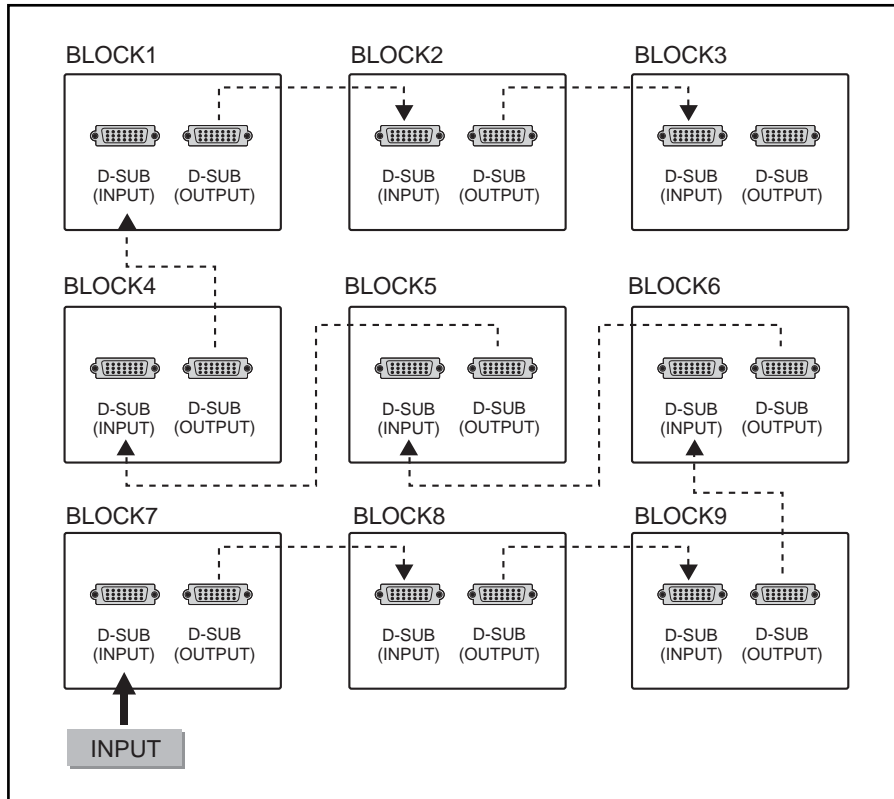 BLOCK1
BLOCK2
BLOCK3
D-SUB
(INPUT)
D-SUB
(OUTPUT)
D-SUB
(INPUT)
D-SUB
(OUTPUT)
D-SUB
(INPUT)
D-SUB
(OUTPUT)
BLOCK4
BLOCK5
BLOCK6
D-SUB
(INPUT)
D-SUB
(OUTPUT)
D-SUB
(INPUT)
D-SUB
(OUTPUT)
D-SUB
(INPUT)
D-SUB
(OUTPUT)
BLOCK7
BLOCK8
BLOCK9
D-SUB
(INPUT)
D-SUB
(OUTPUT)
D-SUB
(INPUT)
D-SUB
(OUTPUT)
D-SUB
(INPUT)
D-SUB
(OUTPUT)
INPUT